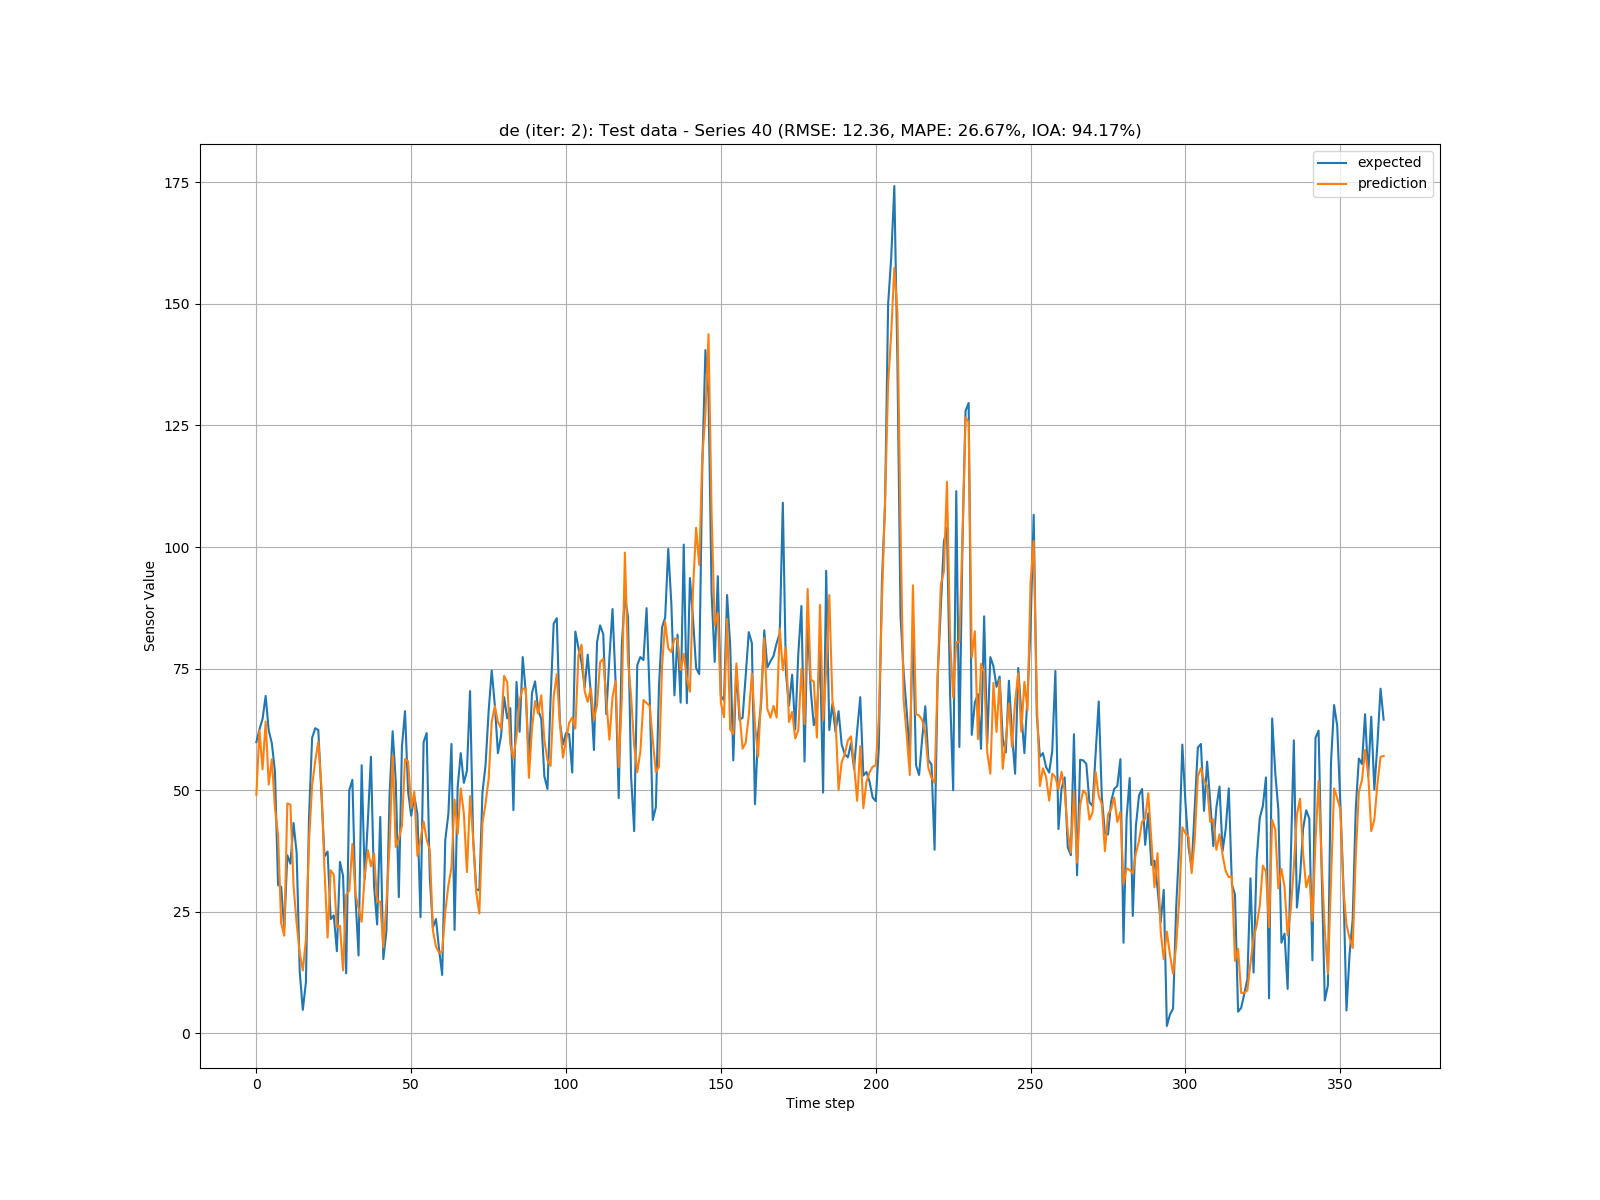 de (iter: 2): Test data - Series 40 (RMSE: 12.36, MAPE: 26.67%, IOA: 94.17%)
expected
prediction
175
150
125
100
75
50
25
0
Sensor Value
0 50 100 150 200 250 300 350
Time step